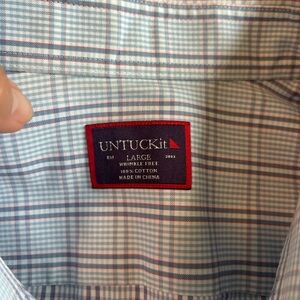 UNTUCKit
EST LARGE 2011
WRINKLE FREE
100% COTTON
MADE IN CHINA